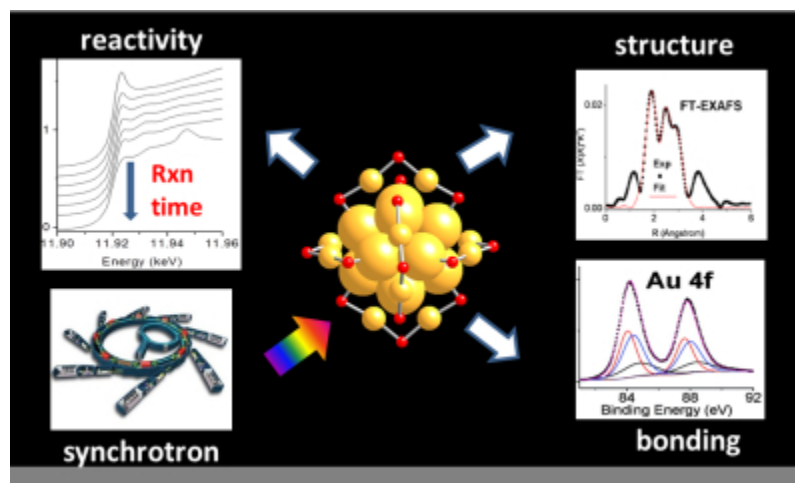 reactivity
1
Rxn
time
0
11.90 11.92 11.94 11.96
Energy (keV)
synchrotron
structure
FT-EXAFS
0.02
Exp
Fit
0.00
0 2 4 6
R (Angstrom)
Au 4f
84 88 92
Binding Energy (eV)
bonding